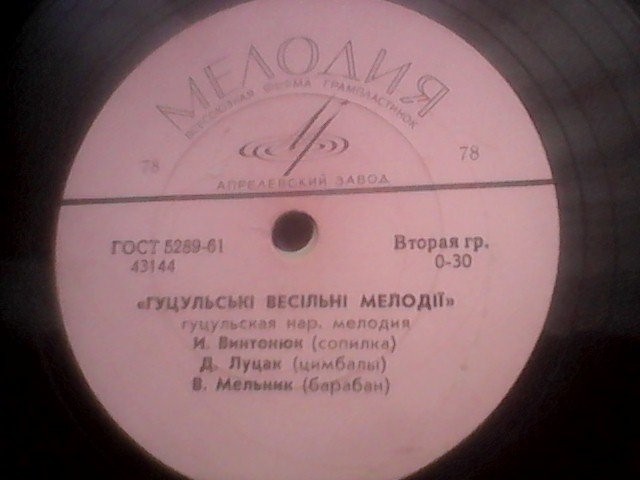 МЕЛОДИЯ
ВСЕСОЮЗНАЯ ФИРМА ГРАМПЛАСТИНОК
78 78
АПРЕЛЕВСКИЙ ЗАВОД
ГОСТ 5289-61 Вторая гр.
43144 0-30
«ГУЦУЛЬСЬКІ ВЕСІЛЬНІ МЕЛОДІЇ»
гуцульская нар. мелодия
И. Винтонюк (сопилка)
Д. Луцак (цимбалы)
В. Мельник (барабан)